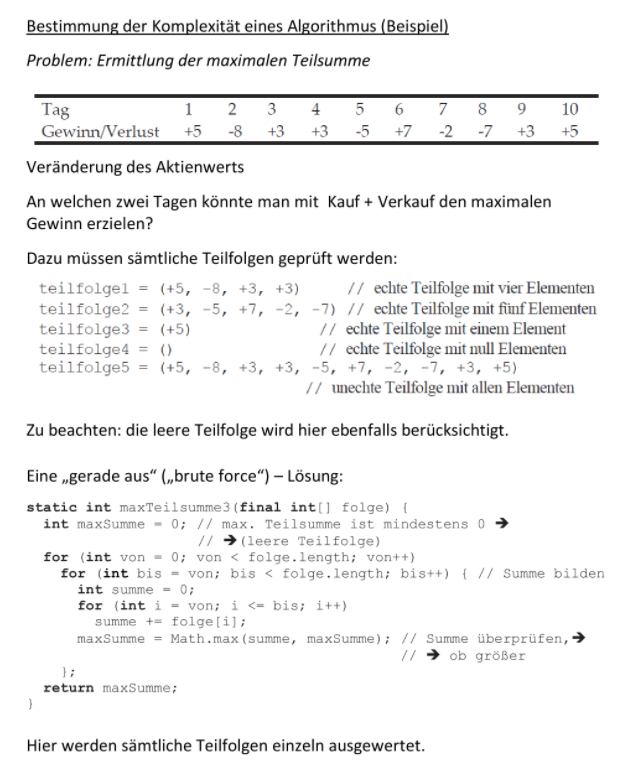 Bestimmung der Komplexität eines Algorithmus (Beispiel)
Problem: Ermittlung der maximalen Teilsumme
Tag 1 2 3 4 5 6 7 8 9 10
Gewinn/Verlust +5 -8 +3 +3 -5 +7 -2 -7 +3 +5
Veränderung des Aktienwerts
An welchen zwei Tagen könnte man mit Kauf + Verkauf den maximalen
Gewinn erzielen?
Dazu müssen sämtliche Teilfolgen geprüft werden:
teilfolge1 = (+5, -8, +3, +3) // echte Teilfolge mit vier Elementen
teilfolge2 = (+3, -5, +7, -2, -7) // echte Teilfolge mit fünf Elementen
teilfolge3 = (+5) // echte Teilfolge mit einem Element
teilfolge4 = () // echte Teilfolge mit null Elementen
teilfolge5 = (+5, -8, +3, +3, -5, +7, -2, -7, +3, +5)
// unechte Teilfolge mit allen Elementen
Zu beachten: die leere Teilfolge wird hier ebenfalls berücksichtigt.
Eine „gerade aus“ („brute force“) – Lösung:
static int maxTeilsumme3(final int[] folge) {
int maxSumme = 0; // max. Teilsumme ist mindestens 0 ➔
// ➔(leere Teilfolge)
for (int von = 0; von < folge.length; von++)
for (int bis = von; bis < folge.length; bis++) { // Summe bilden
int summe = 0;
for (int i = von; i <= bis; i++)
summe += folge[i];
maxSumme = Math.max(summe, maxSumme); // Summe überprüfen,➔
// ➔ ob größer
};
return maxSumme;
}
Hier werden sämtliche Teilfolgen einzeln ausgewertet.